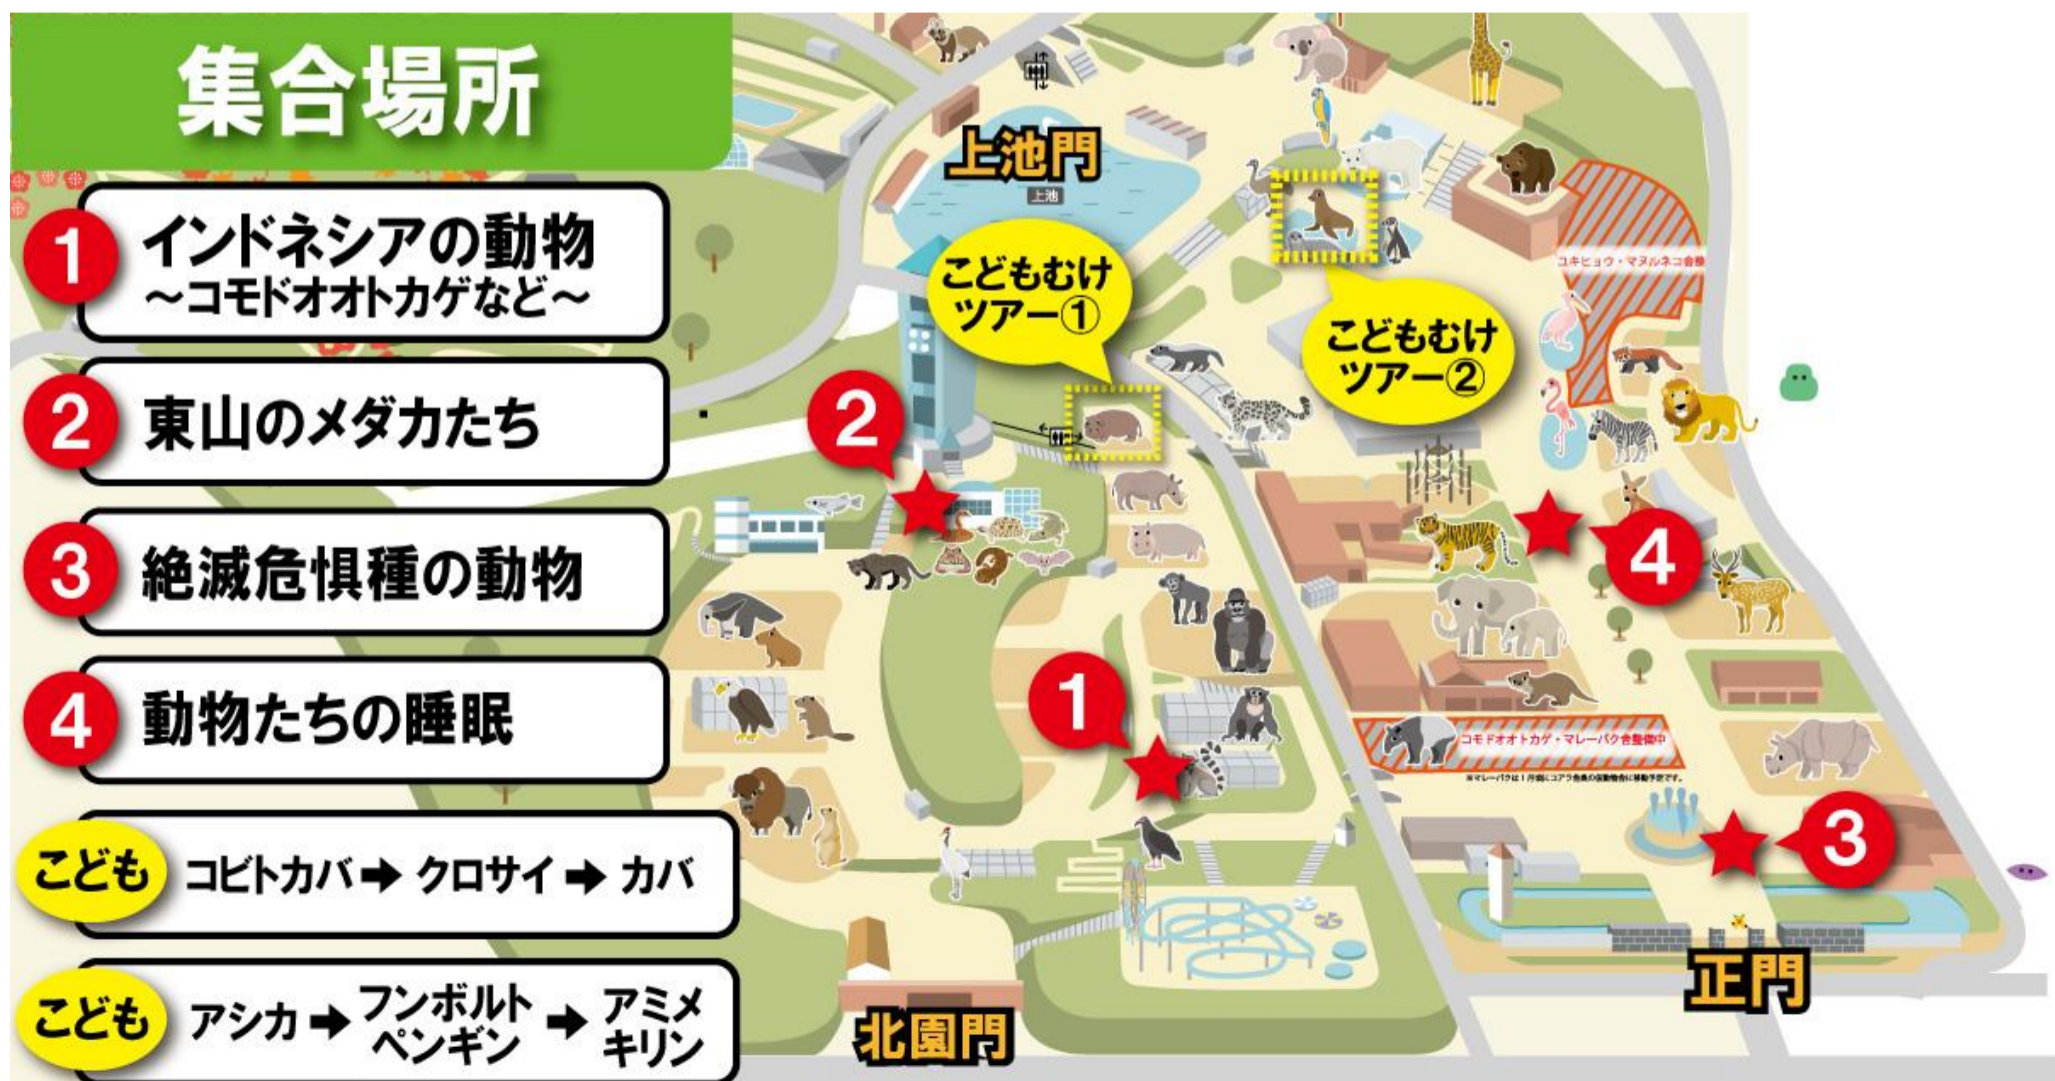 集合場所
1
インドネシアの動物
～コモドオオトカゲなど～
2
東山のメダカたち
3
絶滅危惧種の動物
4
動物たちの睡眠
こども
コビトカバ➡クロサイ➡カバ
こども
アシカ➡フンボルトペンギン➡アミメキリン
上池門
上池
こどもむけ
ツアー①
こどもむけ
ツアー②
ユキヒョウ・マヌルネコ舎整
2
4
1
コモドオオトカゲ・マレーバク舎整備中
3
正門
北園門